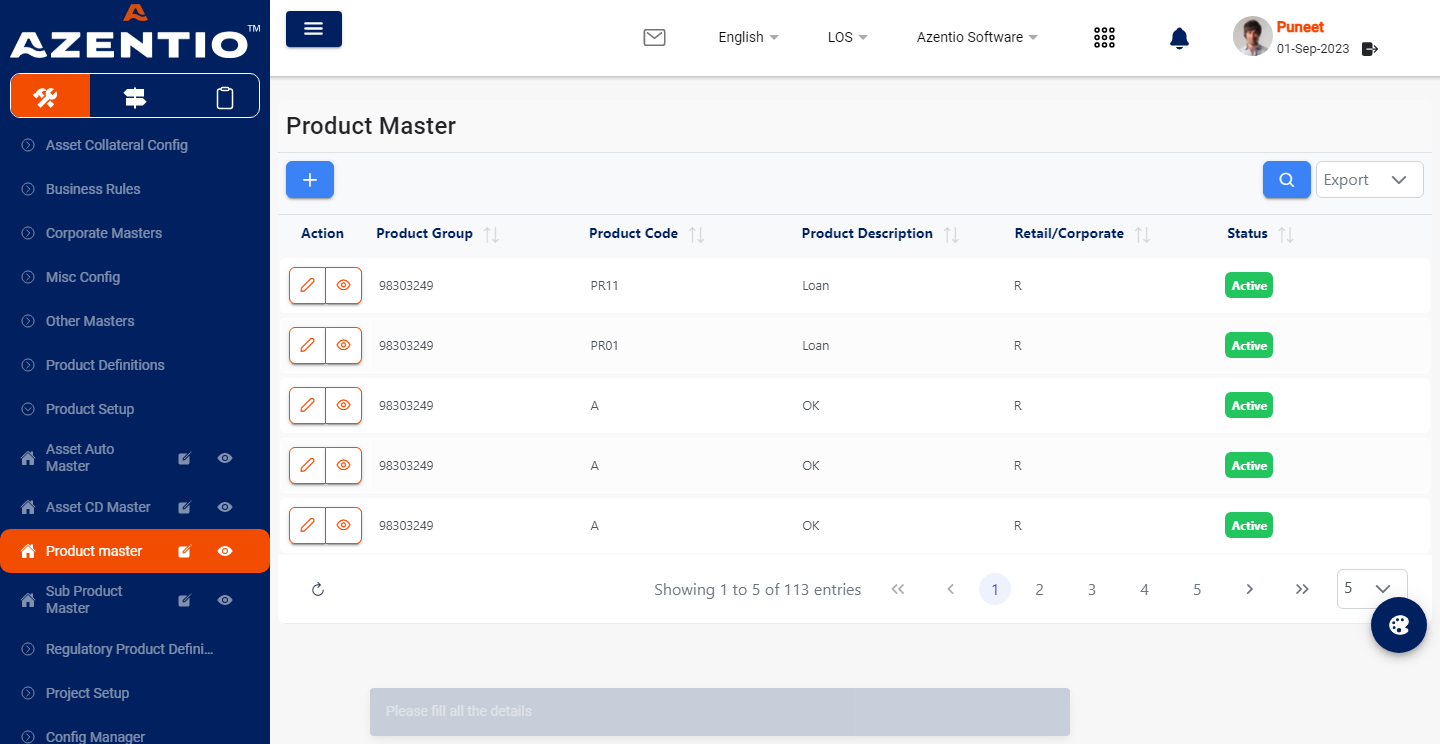 AZENTIO™
Asset Collateral Config
Business Rules
Corporate Masters
Misc Config
Other Masters
Product Definitions
Product Setup
Asset Auto
Master
Asset CD Master
Product master
Sub Product
Master
Regulatory Product Defini...
Project Setup
Config Manager
English
LOS
Azentio Software
Puneet
01-Sep-2023
Product Master
Export
Action Product Group Product Code Product Description Retail/Corporate Status
98303249 PR11 Loan R Active
98303249 PR01 Loan R Active
98303249 A OK R Active
98303249 A OK R Active
98303249 A OK R Active
Showing 1 to 5 of 113 entries 1 2 3 4 5 5
Please fill all the details